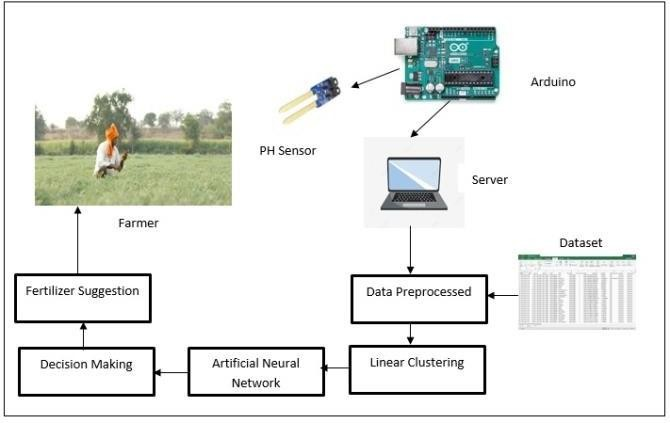 Arduino
PH Sensor
Server
Farmer
Dataset
Fertilizer Suggestion
Data Preprocessed
Decision Making
Artificial Neural
Network
Linear Clustering